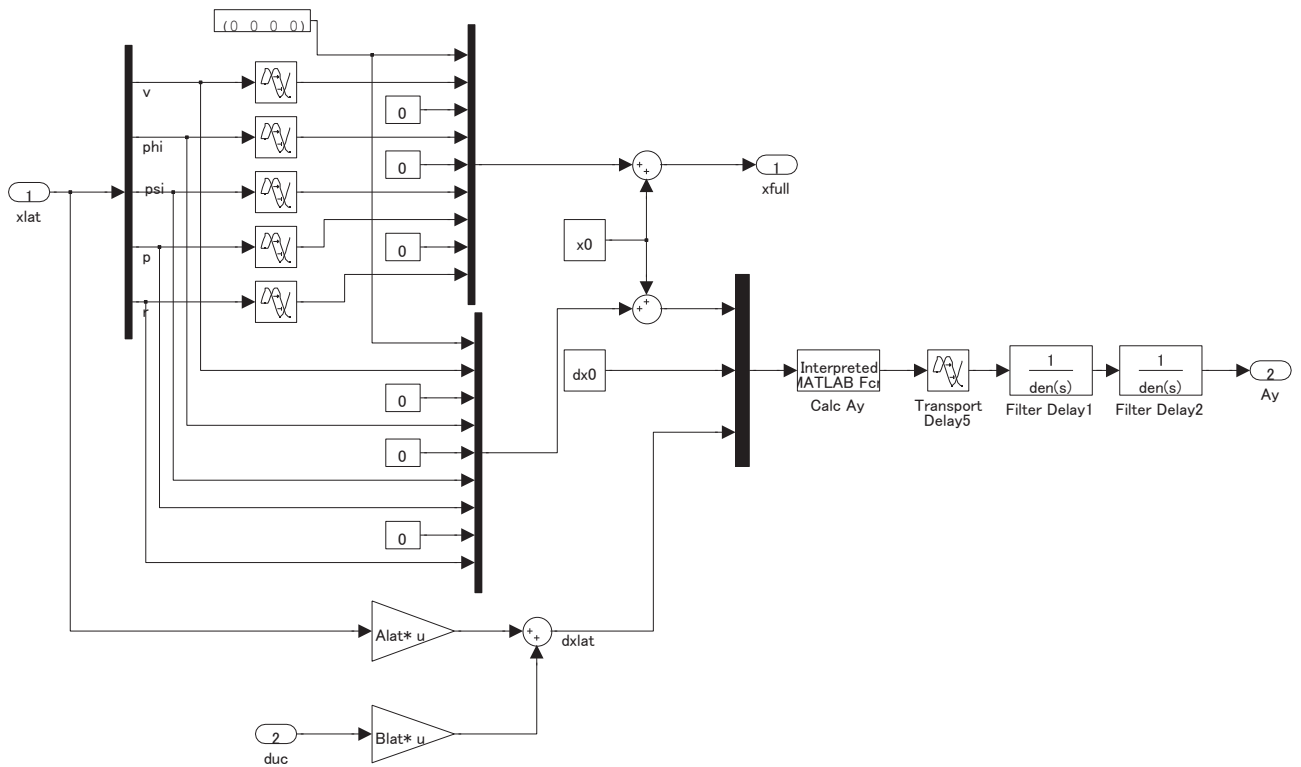 (0 0 0 0)
v
0
phi
0
1
xlat
psi
1
xfull
p
0
x0
r
0
dx0
Interpreted
MATLAB Fcn
Calc Ay
Transport
Delay5
1
den(s)
Filter Delay1
1
den(s)
Filter Delay2
2
Ay
0
0
Alat* u
+
+
dxlat
2
duc
Blat* u
+
+
+
+